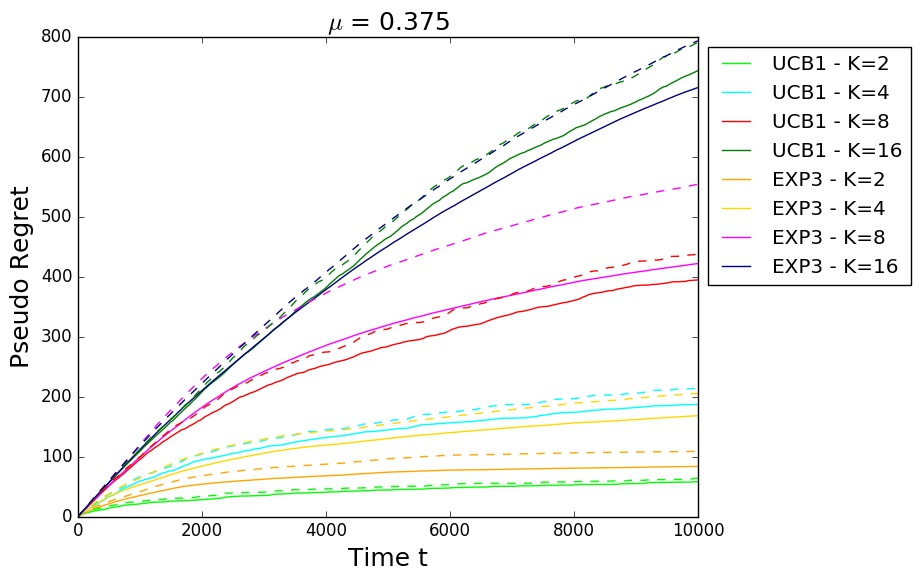 μ = 0.375
800
700
600
500
400
300
200
100
0
Pseudo Regret
0 2000 4000 6000 8000 10000
Time t
UCB1 - K=2
UCB1 - K=4
UCB1 - K=8
UCB1 - K=16
EXP3 - K=2
EXP3 - K=4
EXP3 - K=8
EXP3 - K=16